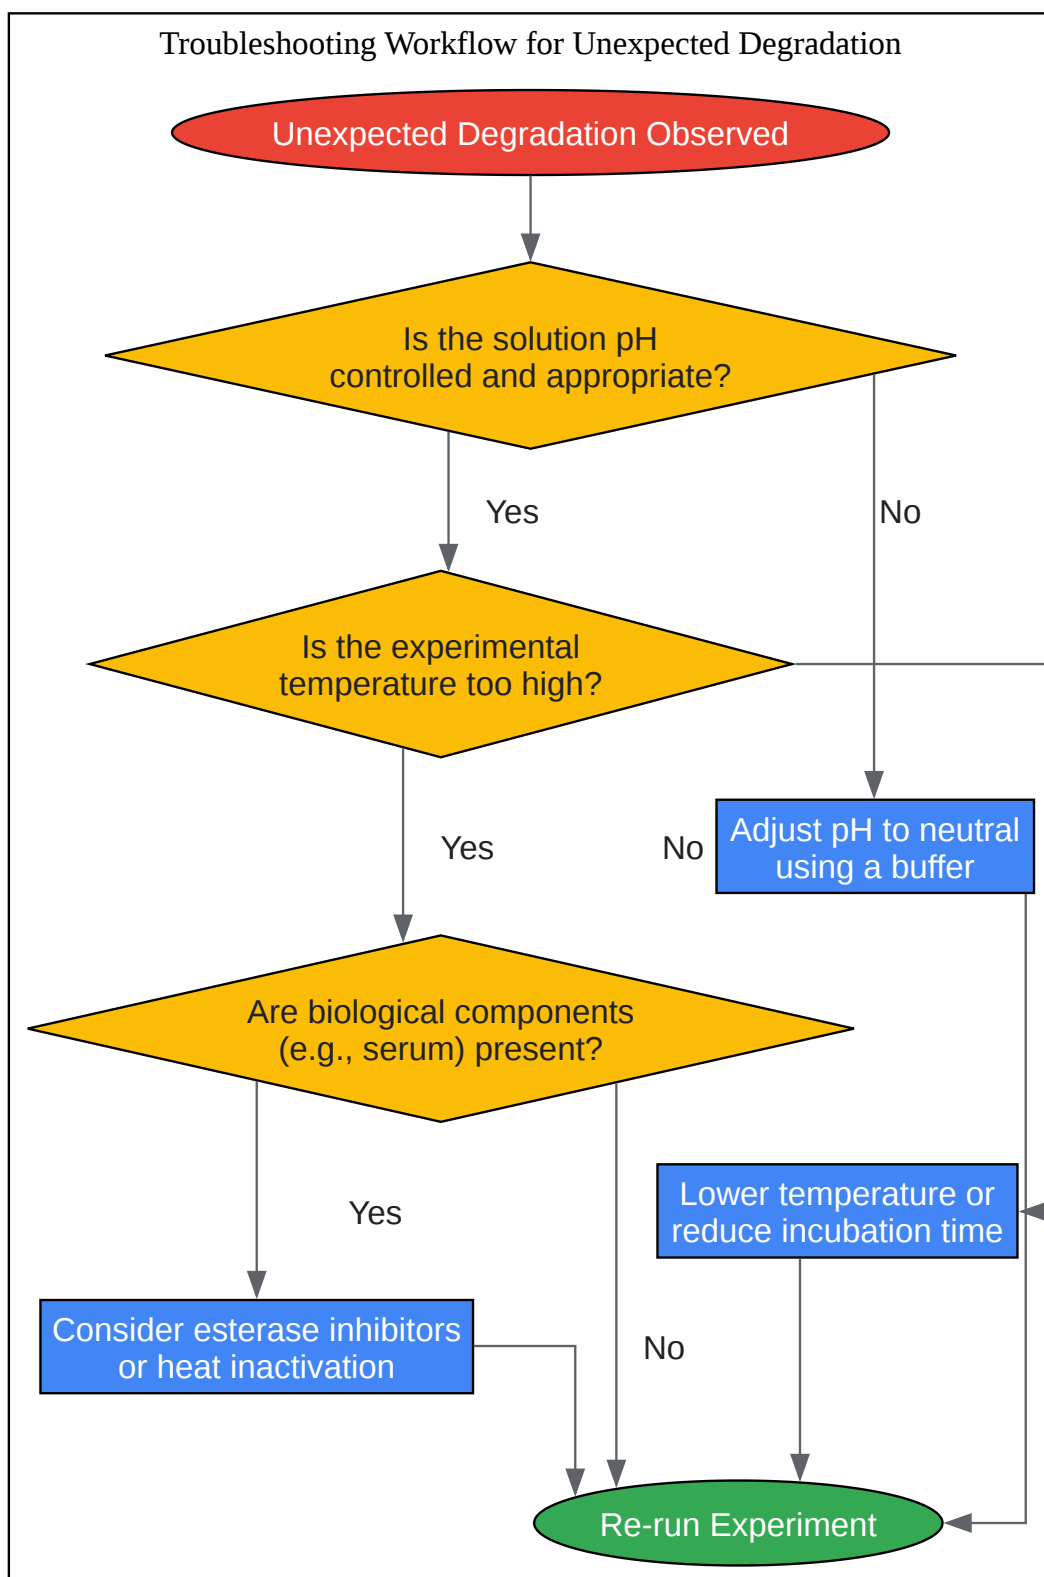 Troubleshooting Workflow for Unexpected Degradation
Unexpected Degradation Observed
Is the solution pH
controlled and appropriate?
Yes
No
Is the experimental
temperature too high?
Yes
No
Adjust pH to neutral
using a buffer
Are biological components
(e.g., serum) present?
Yes
Lower temperature or
reduce incubation time
Consider esterase inhibitors
or heat inactivation
No
Re-run Experiment